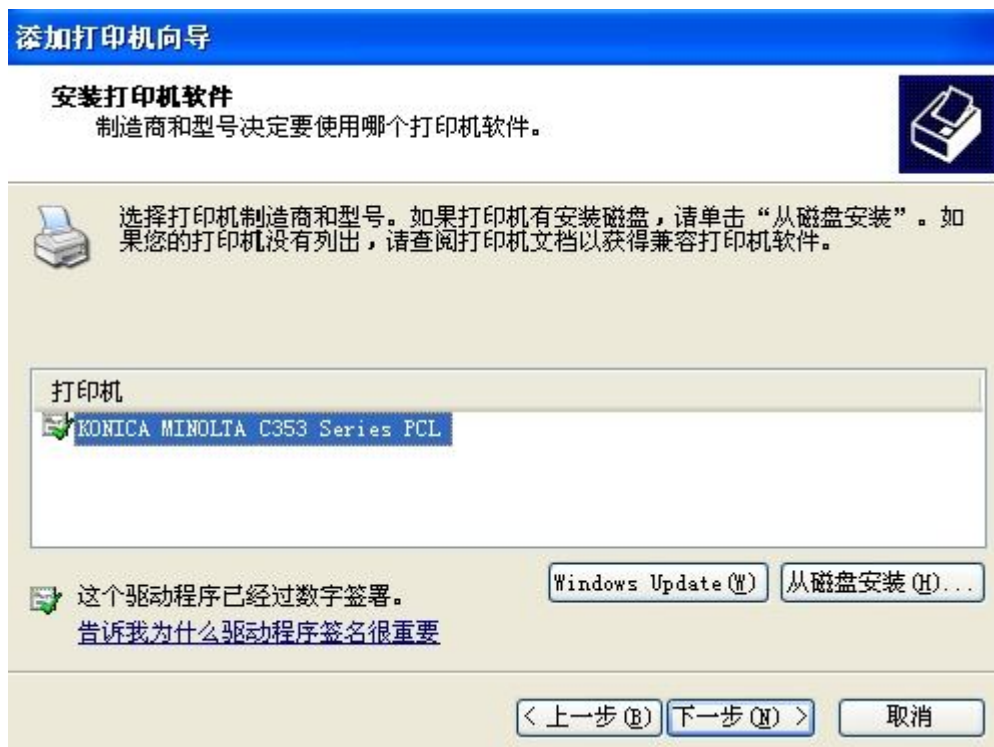 添加打印机向导
安装打印机软件
制造商和型号决定要使用哪个打印机软件。
选择打印机制造商和型号。如果打印机有安装磁盘，请单击“从磁盘安装”。如
果您的打印机没有列出，请查阅打印机文档以获得兼容打印机软件。
打印机
KONICA MINOLTA C353 Series PCL
Windows Update(W) 从磁盘安装(H)...
这个驱动程序已经过数字签署。
告诉我为什么驱动程序签名很重要
< 上一步(B) 下一步(N) > 取消